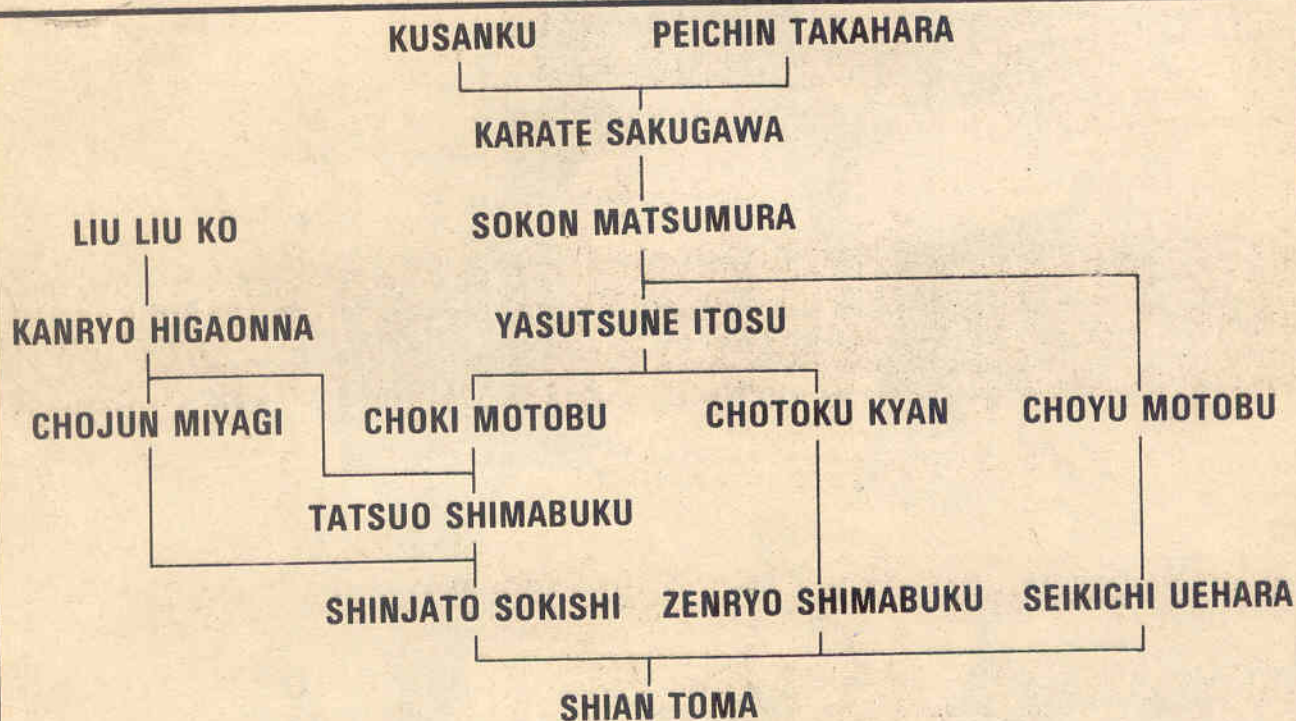 KUSANKU PEICHIN TAKAHARA
KARATE SAKUGAWA
LIU LIU KO SOKON MATSUMURA
KANRYO HIGAONNA YASUTSUNE ITOSU
CHOJUN MIYAGI CHOKI MOTOBU CHOTOKU KYAN CHOYU MOTOBU
TATSUO SHIMABUKU
SHINJATO SOKISHI ZENRYO SHIMABUKU SEIKICHI UEHARA
SHIAN TOMA